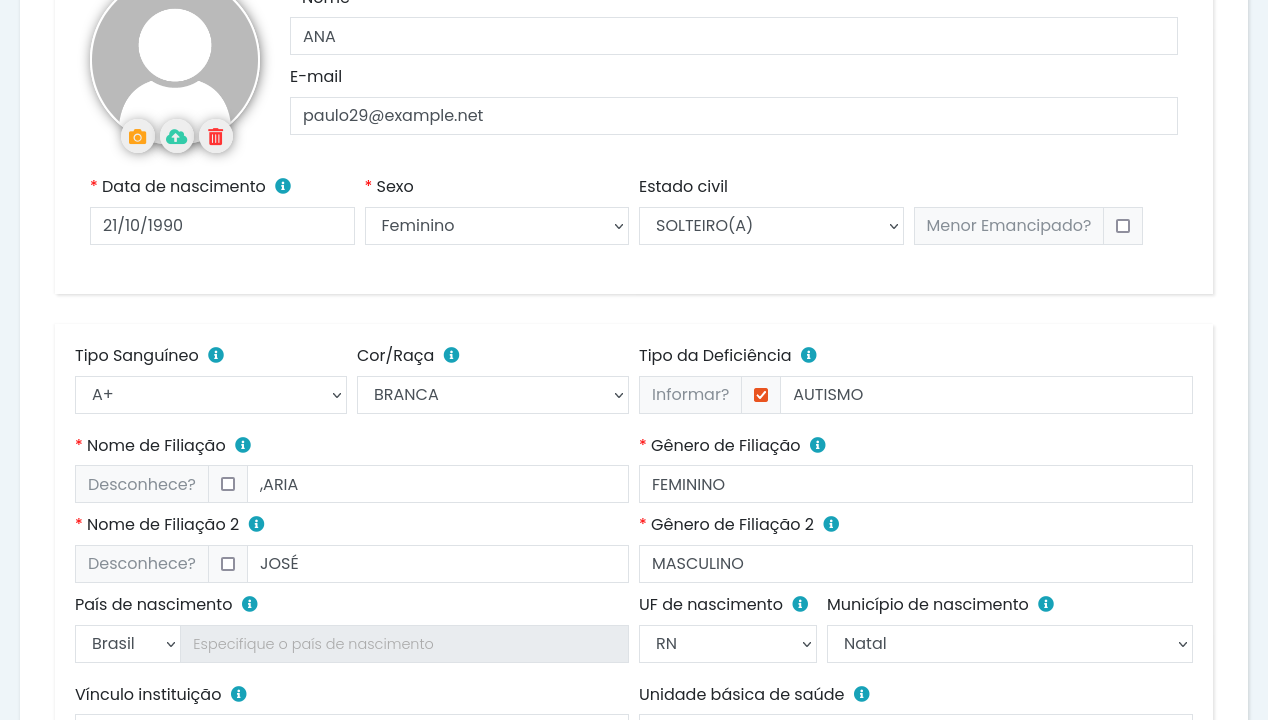 * Nome
ANA
E-mail
paulo29@example.net
* Data de nascimento
* Sexo
Estado civil
21/10/1990
Feminino
SOLTEIRO(A)
Menor Emancipado?
Tipo Sanguíneo
Cor/Raça
Tipo da Deficiência
A+
BRANCA
Informar?
AUTISMO
* Nome de Filiação
* Gênero de Filiação
Desconhece?
,ARIA
FEMININO
* Nome de Filiação 2
* Gênero de Filiação 2
Desconhece?
JOSÉ
MASCULINO
País de nascimento
UF de nascimento
Município de nascimento
Brasil
Especifique o país de nascimento
RN
Natal
Vínculo instituição
Unidade básica de saúde